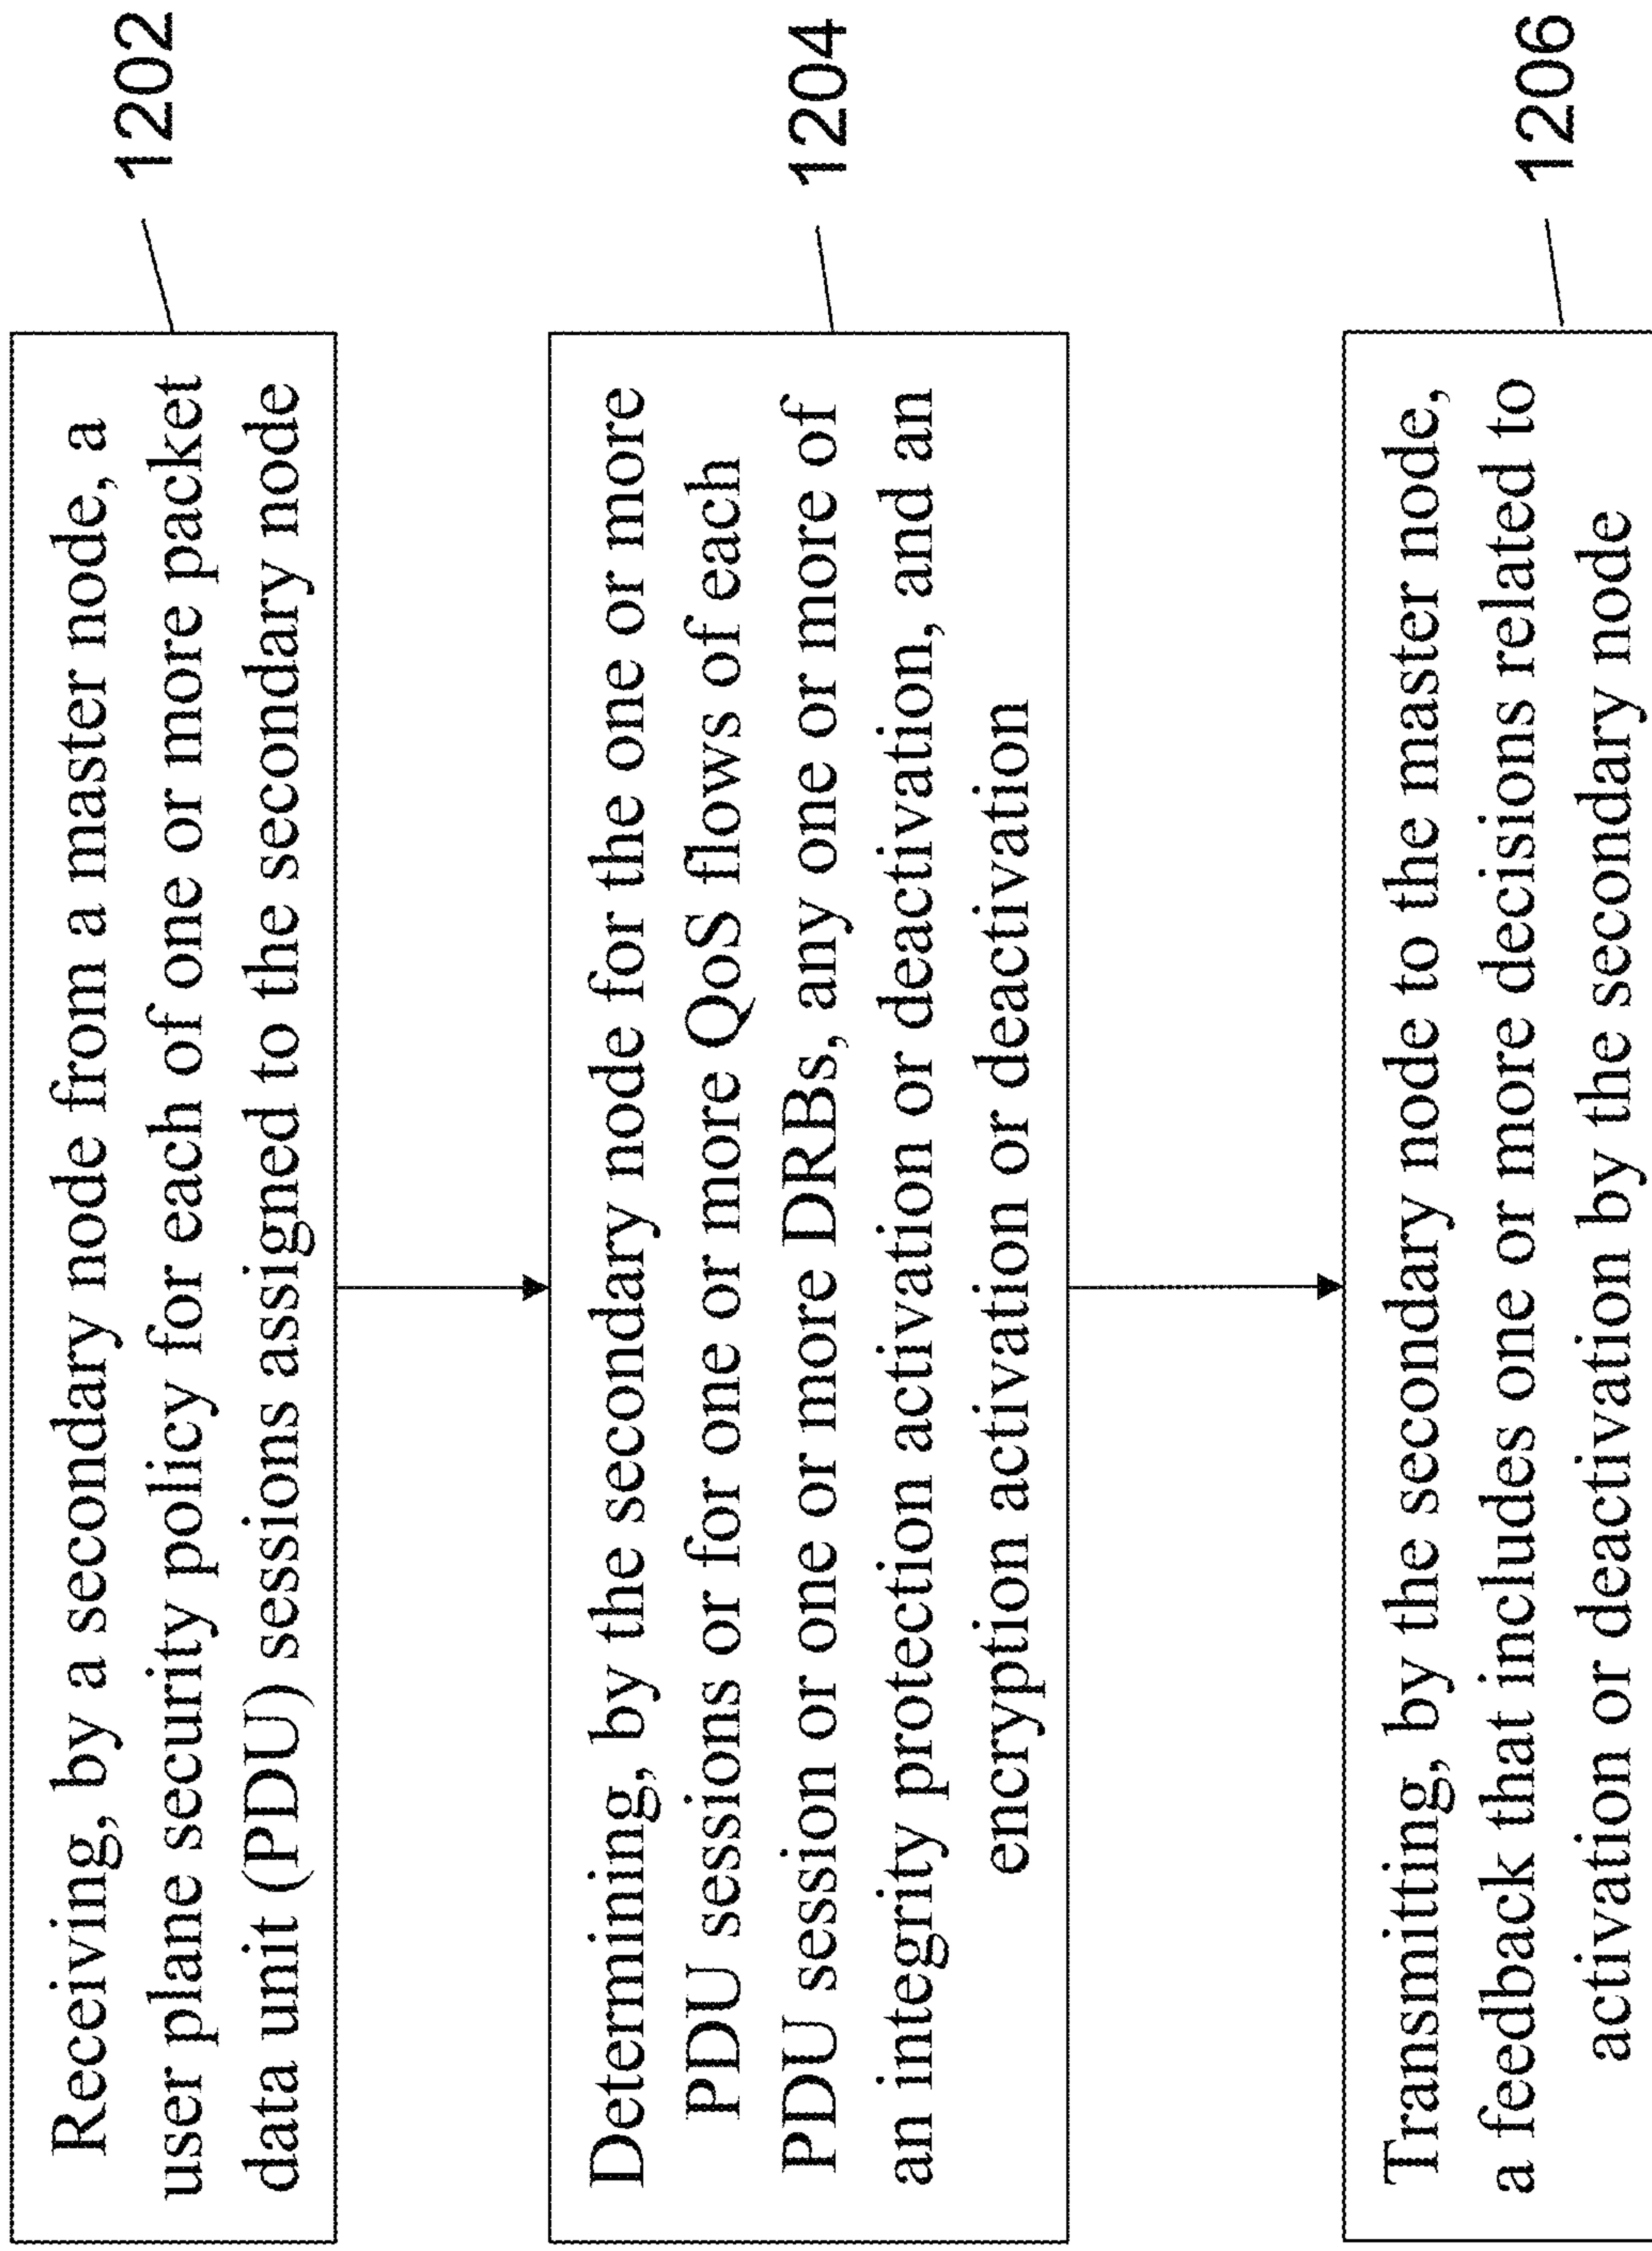 Receiving, by a secondary node from a master node, a
user plane security policy for each of one or more packet
data unit (PDU) sessions assigned to the secondary node
1202
Determining, by the secondary node for the one or more
PDU sessions or for one or more QoS flows of each
PDU session or one or more DRBs, any one or more of
an integrity protection activation or deactivation, and an
encryption activation or deactivation
1204
Transmitting, by the secondary node to the master node,
a feedback that includes one or more decisions related to
activation or deactivation by the secondary node
1206